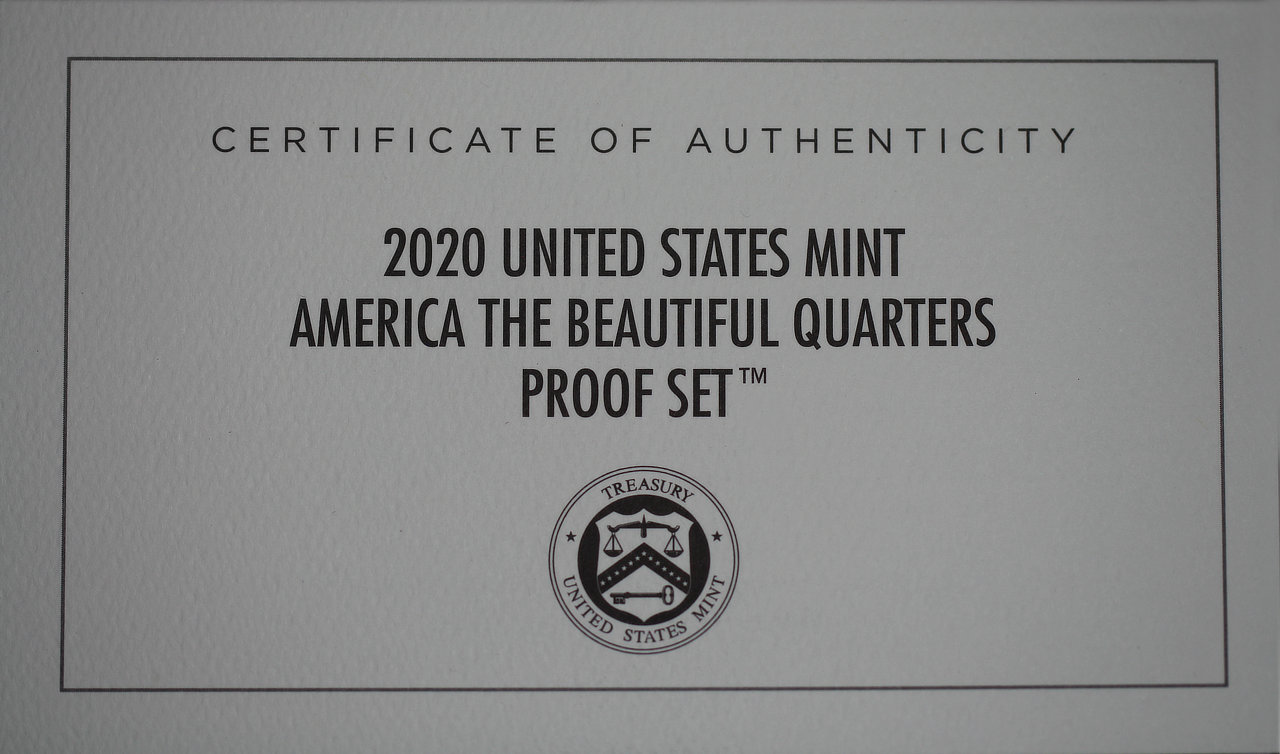 CERTIFICATE OF AUTHENTICITY
2020 UNITED STATES MINT
AMERICA THE BEAUTIFUL QUARTERS
PROOF SET™
TREASURY
UNITED STATES MINT